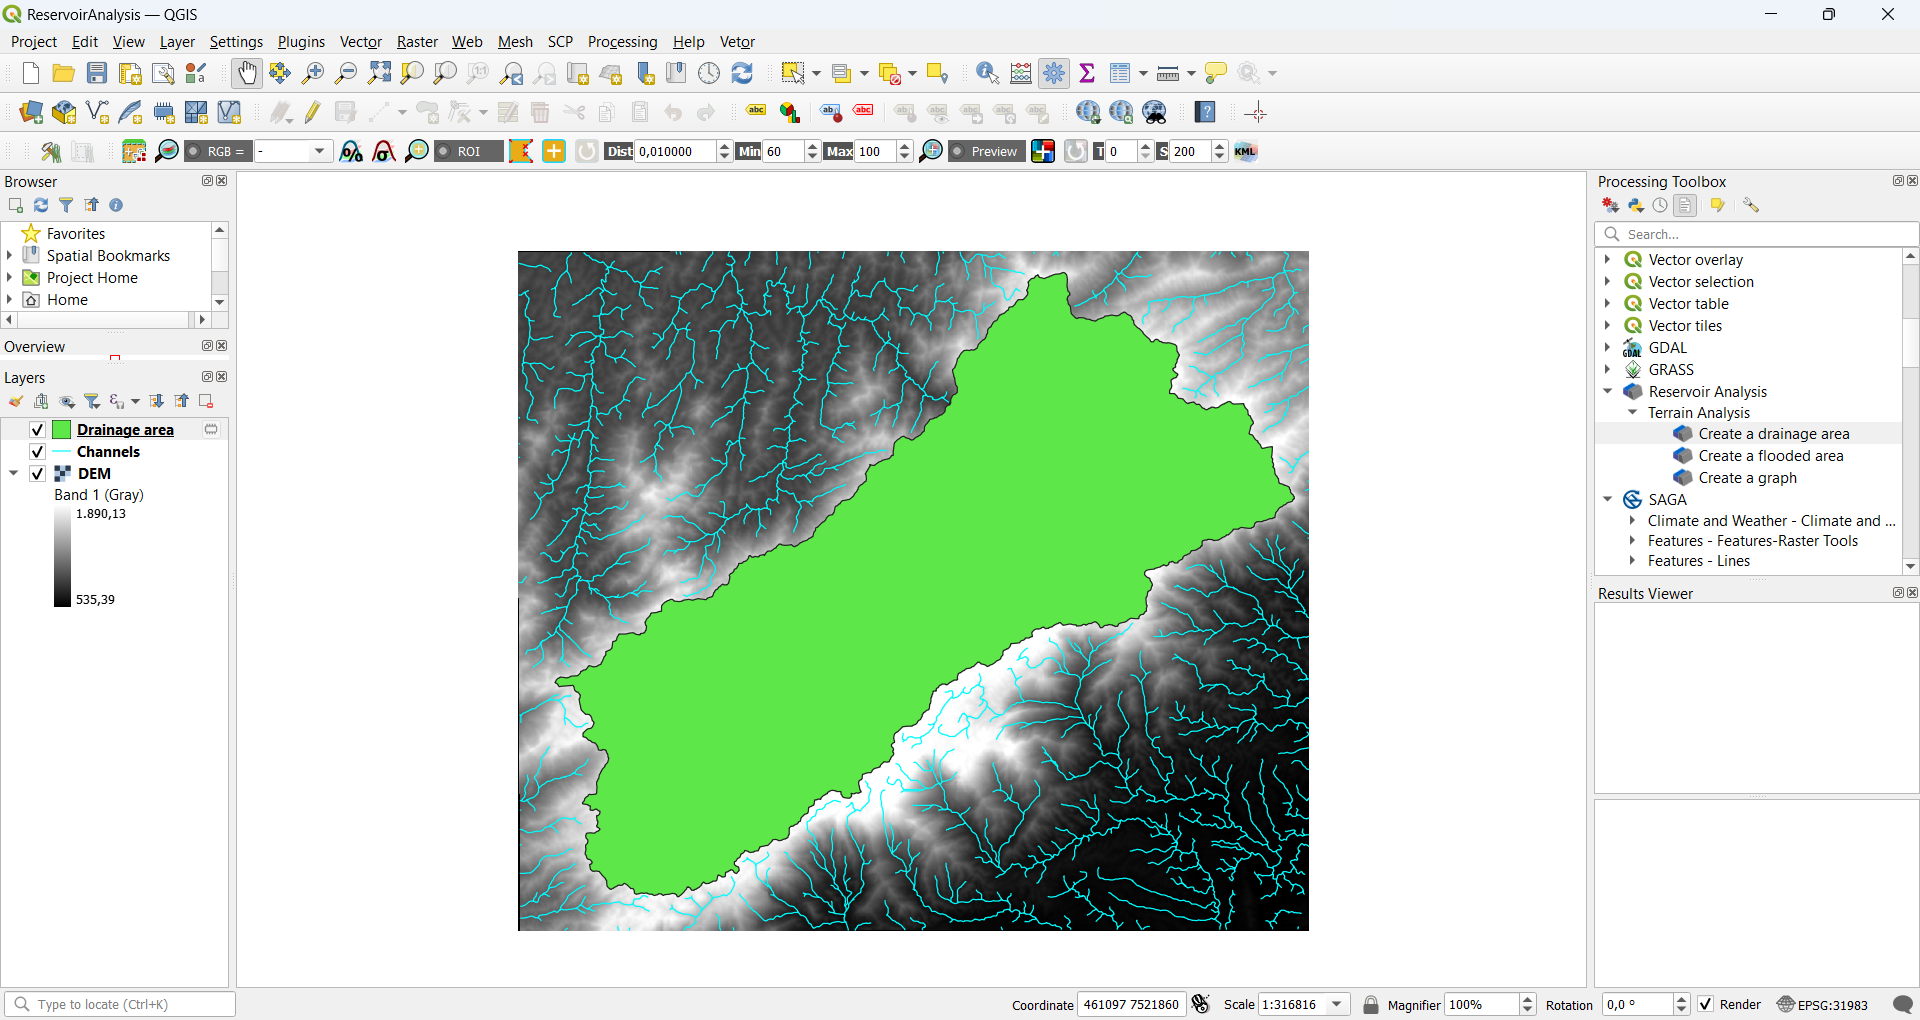 ReservoirAnalysis — QGIS
Project Edit View Layer Settings Plugins Vector Raster Web Mesh SCP Processing Help Vetor
RGB = - ROI Dist 0,010000 Min 60 Max 100 Preview T 0 S 200 KML
Browser
Favorites
Spatial Bookmarks
Project Home
Home
Overview
Layers
Drainage area
Channels
DEM
Band 1 (Gray)
1.890,13
535,39
Processing Toolbox
Search...
Vector overlay
Vector selection
Vector table
Vector tiles
GDAL
GRASS
Reservoir Analysis
Terrain Analysis
Create a drainage area
Create a flooded area
Create a graph
SAGA
Climate and Weather - Climate and ...
Features - Features-Raster Tools
Features - Lines
Results Viewer
Type to locate (Ctrl+K)
Coordinate 461097 7521860 Scale 1:316816 Magnifier 100% Rotation 0,0 ° Render EPSG:31983